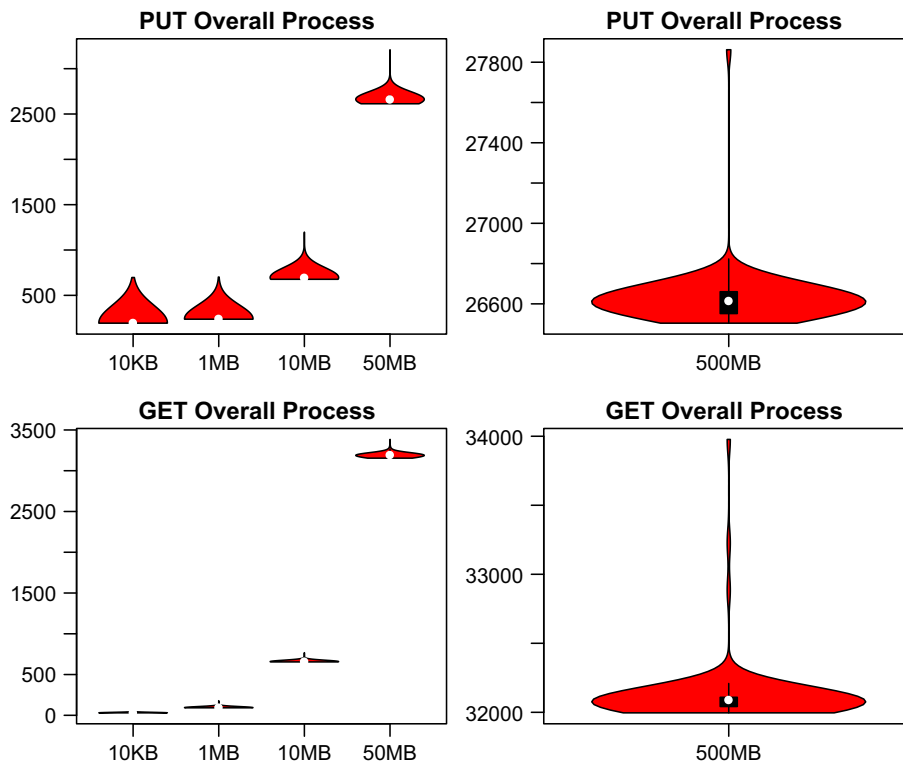 PUT Overall Process
2500
1500
500
10KB 1MB 10MB 50MB
PUT Overall Process
27800
27400
27000
26600
500MB
GET Overall Process
3500
2500
1500
500
0
10KB 1MB 10MB 50MB
GET Overall Process
34000
33000
32000
500MB